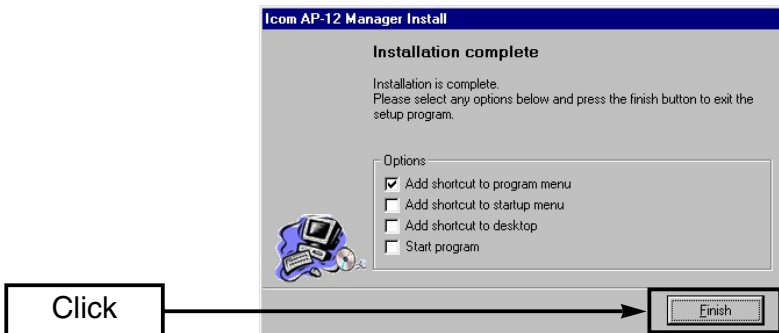 Icom AP-12 Manager Install
Installation complete
Installation is complete.
Please select any options below and press the finish button to exit the
setup program.
Options
Add shortcut to program menu
Add shortcut to startup menu
Add shortcut to desktop
Start program
Click
Finish